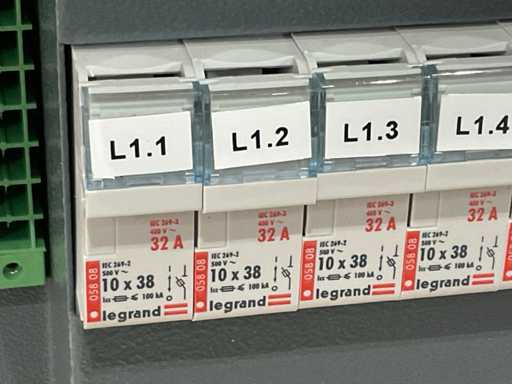 L1.1
L1.2
L1.3
L1.4
IEC 269-2
400 V ~
32 A
058 08
IEC 269-2
500 V ~
10 x 38
100 kA
legrand
IEC 269-2
400 V ~
32 A
058 08
IEC 269-2
500 V ~
10 x 38
100 kA
legrand
IEC 269-2
400 V ~
32 A
058 08
IEC 269-2
500 V ~
10 x 38
100 kA
legrand
IEC 269-2
400 V ~
32 A
058 08
IEC 269-2
500 V ~
10 x 38
100 kA
legrand